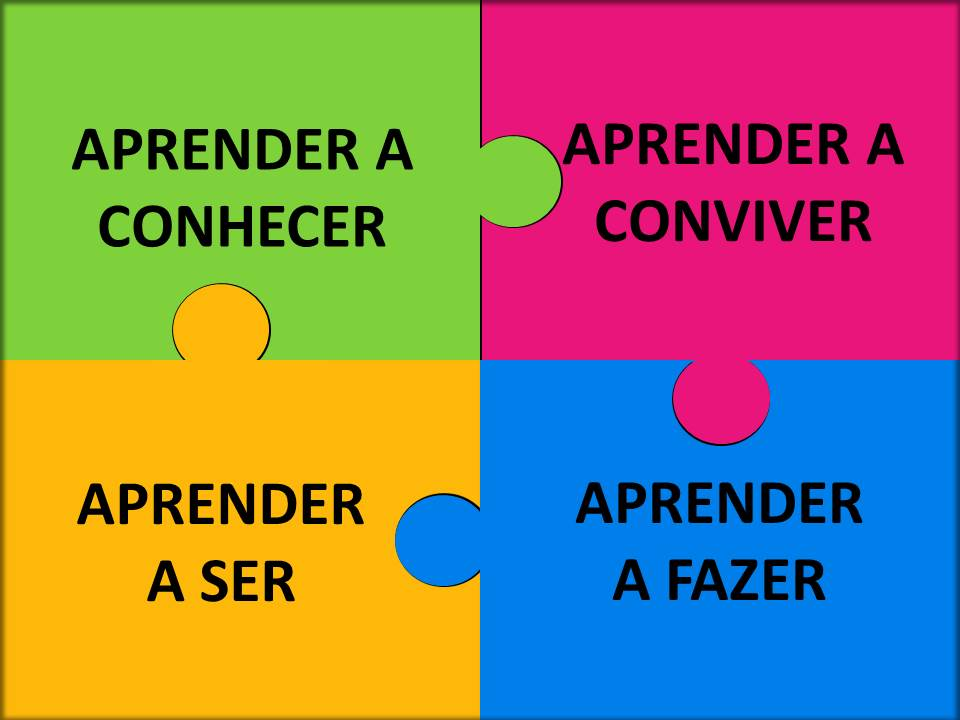 APRENDER A
CONHECER
APRENDER A
CONVIVER
APRENDER
A SER
APRENDER
A FAZER